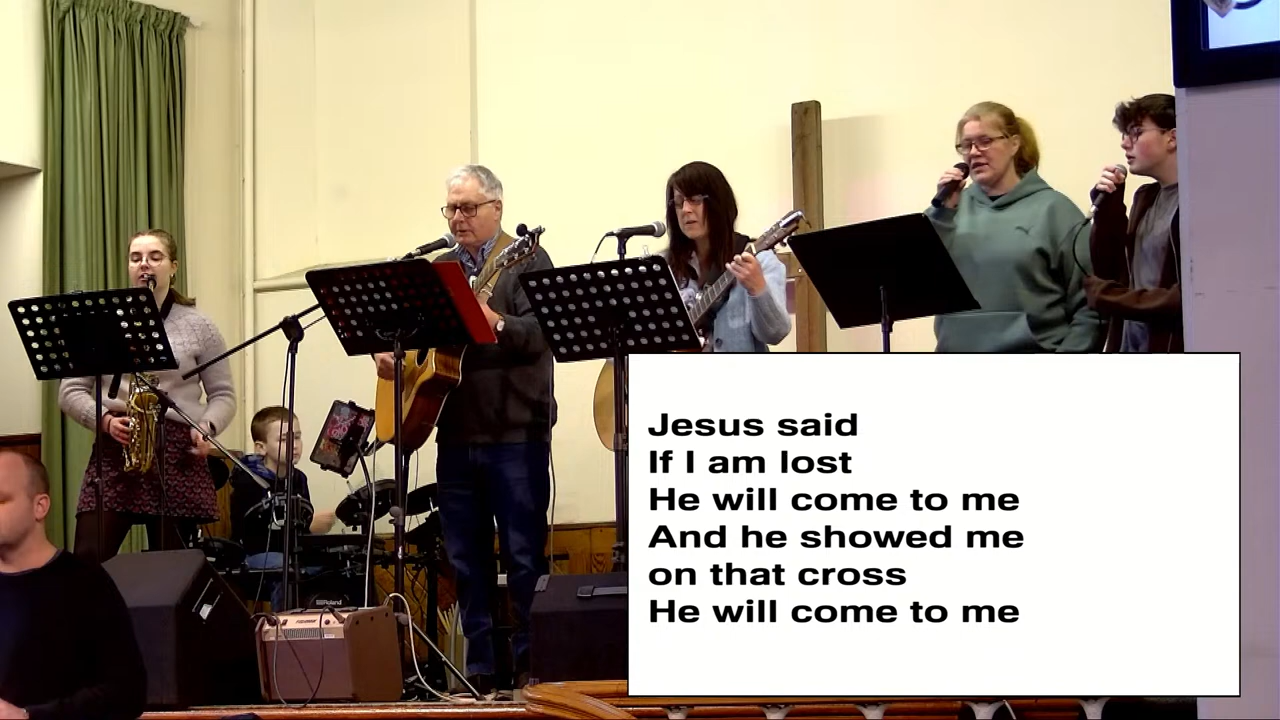 Jesus said
If I am lost
He will come to me
And he showed me
on that cross
He will come to me
Roland